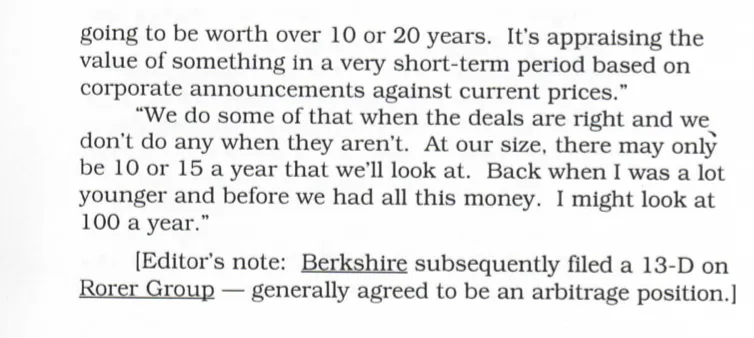 going to be worth over 10 or 20 years.  It's appraising the
value of something in a very short-term period based on
corporate announcements against current prices."
"We do some of that when the deals are right and we
don't do any when they aren't.  At our size, there may only
be 10 or 15 a year that we'll look at.  Back when I was a lot
younger and before we had all this money.  I might look at
100 a year."
[Editor's note:  Berkshire subsequently filed a 13-D on
Rorer Group — generally agreed to be an arbitrage position.]